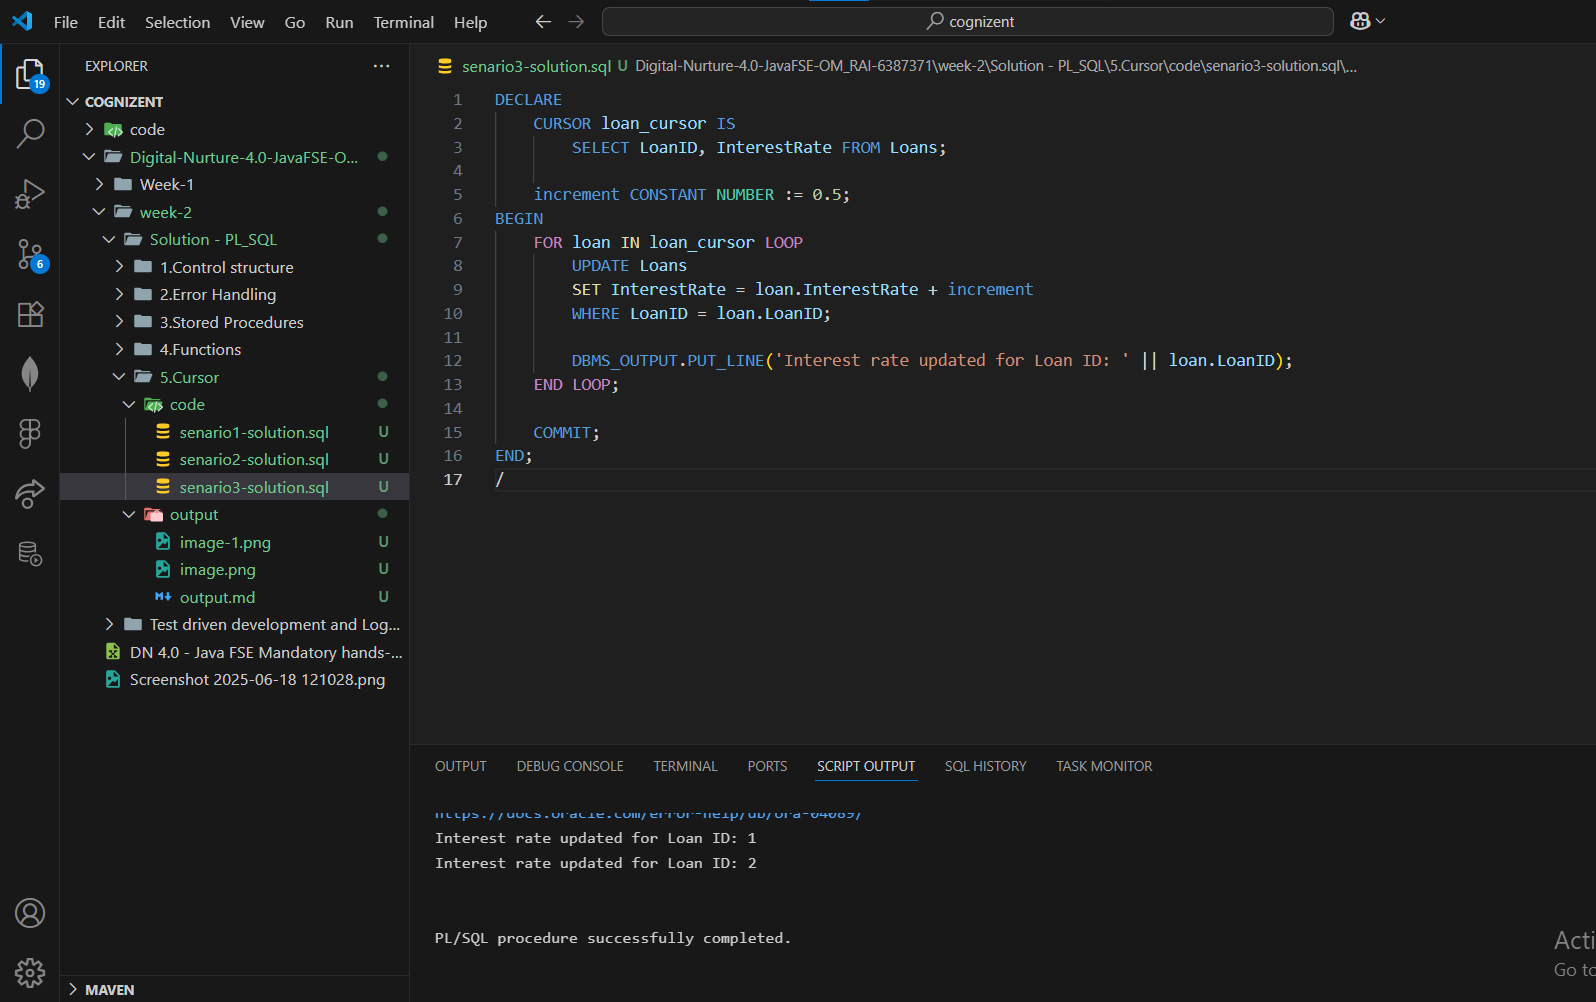 File Edit Selection View Go Run Terminal Help
cognizent
19
6
EXPLORER
COGNIZENT
code
Digital-Nurture-4.0-JavaFSE-O...
Week-1
week-2
Solution - PL_SQL
1.Control structure
2.Error Handling
3.Stored Procedures
4.Functions
5.Cursor
code
senario1-solution.sql U
senario2-solution.sql U
senario3-solution.sql U
output
image-1.png U
image.png U
output.md U
Test driven development and Log...
DN 4.0 - Java FSE Mandatory hands-...
Screenshot 2025-06-18 121028.png
MAVEN
senario3-solution.sql U Digital-Nurture-4.0-JavaFSE-OM_RAI-6387371\week-2\Solution - PL_SQL\5.Cursor\code\senario3-solution.sql\...
1 DECLARE
2 CURSOR loan_cursor IS
3 SELECT LoanID, InterestRate FROM Loans;
4
5 increment CONSTANT NUMBER := 0.5;
6 BEGIN
7 FOR loan IN loan_cursor LOOP
8 UPDATE Loans
9 SET InterestRate = loan.InterestRate + increment
10 WHERE LoanID = loan.LoanID;
11
12 DBMS_OUTPUT.PUT_LINE('Interest rate updated for Loan ID: ' || loan.LoanID);
13 END LOOP;
14
15 COMMIT;
16 END;
17 /
OUTPUT DEBUG CONSOLE TERMINAL PORTS SCRIPT OUTPUT SQL HISTORY TASK MONITOR
https://docs.oracle.com/error-help/db/ora-04089/
Interest rate updated for Loan ID: 1
Interest rate updated for Loan ID: 2
PL/SQL procedure successfully completed.
Acti
Go to